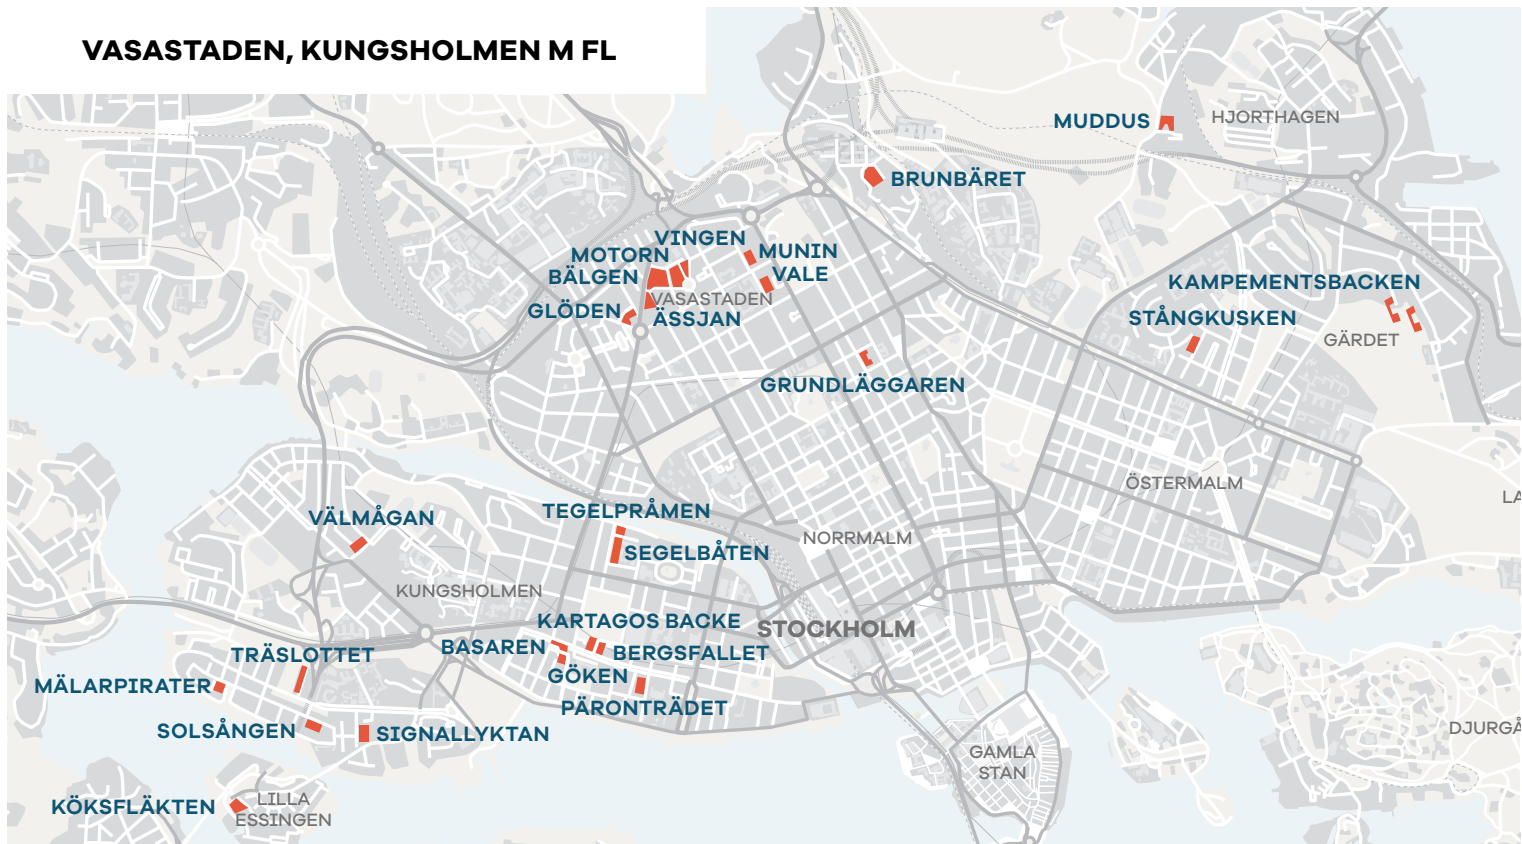 VASASTADEN, KUNGSHOLMEN M FL
MUDDUS
HJORTHAGEN
BRUNBÄRET
VINGEN
MOTORN
MUNIN
BÄLGEN
VALE
KAMPEMENTSBACKEN
VASASTADEN
GLÖDEN
ÄSSJAN
STÅNGKUSKEN
GÄRDET
GRUNDLÄGGAREN
ÖSTERMALM
LA
TEGELPRÅMEN
VÄLMÅGAN
NORRMALM
SEGELBÅTEN
KUNGSHOLMEN
KARTAGOS BACKE
STOCKHOLM
BASAREN
BERGSFALLET
TRÄSLOTTET
GÖKEN
MÄLARPIRATER
PÄRONTRÄDET
SOLSÅNGEN
SIGNALLYKTAN
DJURGÅ
GAMLA
STAN
KÖKSFLÄKTEN
LILLA
ESSINGEN